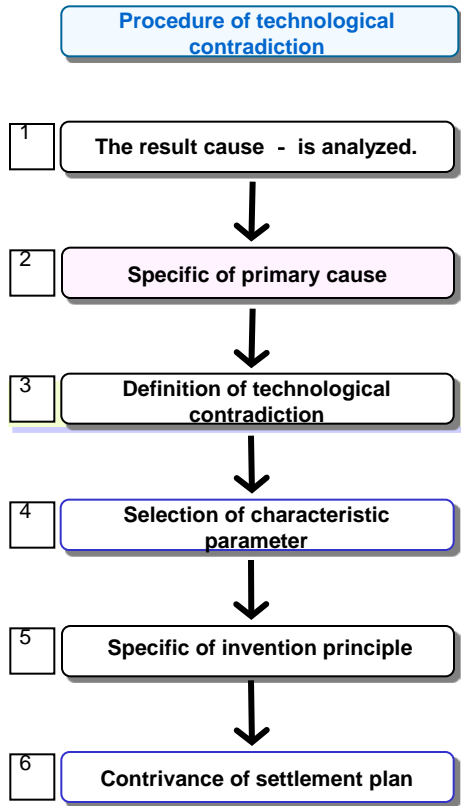 Procedure of technological
contradiction
1
The result cause - is analyzed.
2
Specific of primary cause
3
Definition of technological
contradiction
4
Selection of characteristic
parameter
5
Specific of invention principle
6
Contrivance of settlement plan